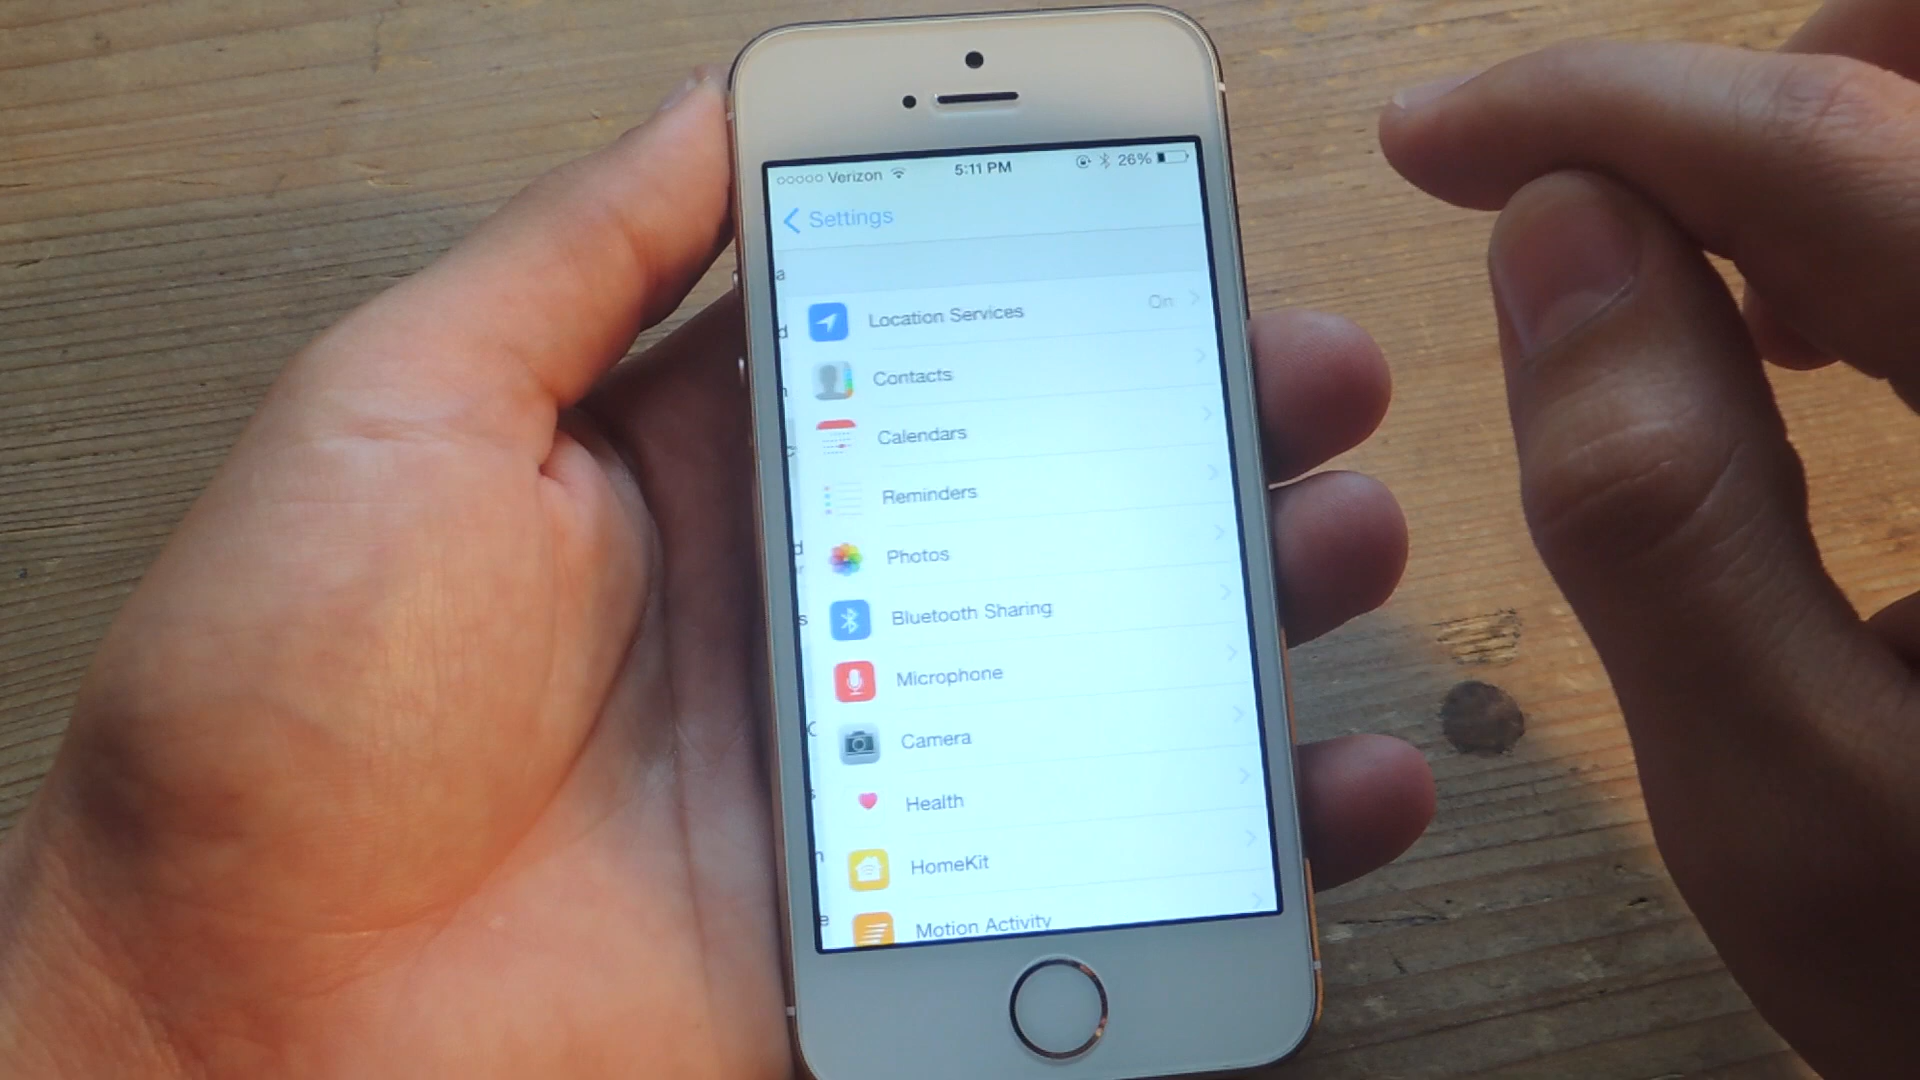 Verizon 5:11 PM 26%
Settings
Location Services On
Contacts
Calendars
Reminders
Photos
Bluetooth Sharing
Microphone
Camera
Health
HomeKit
Motion Activity